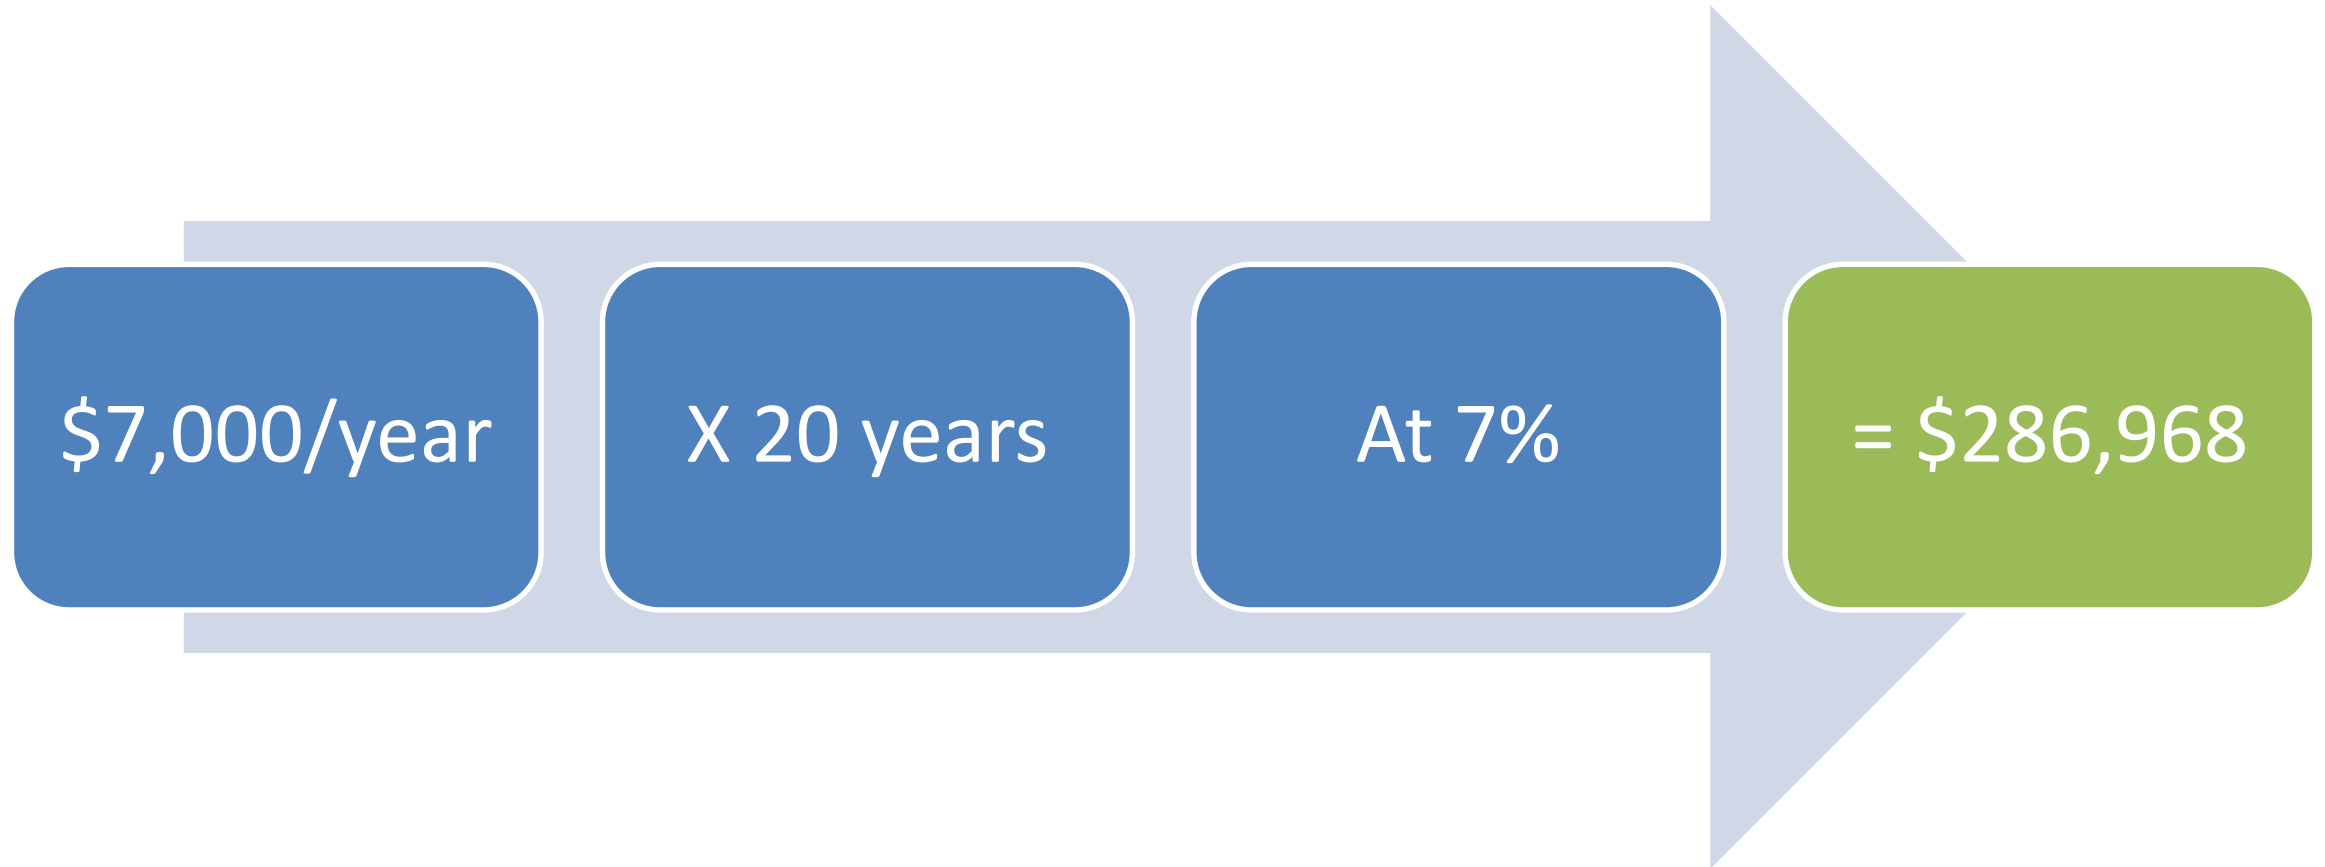 $7,000/year
X 20 years
At 7%
= $286,968